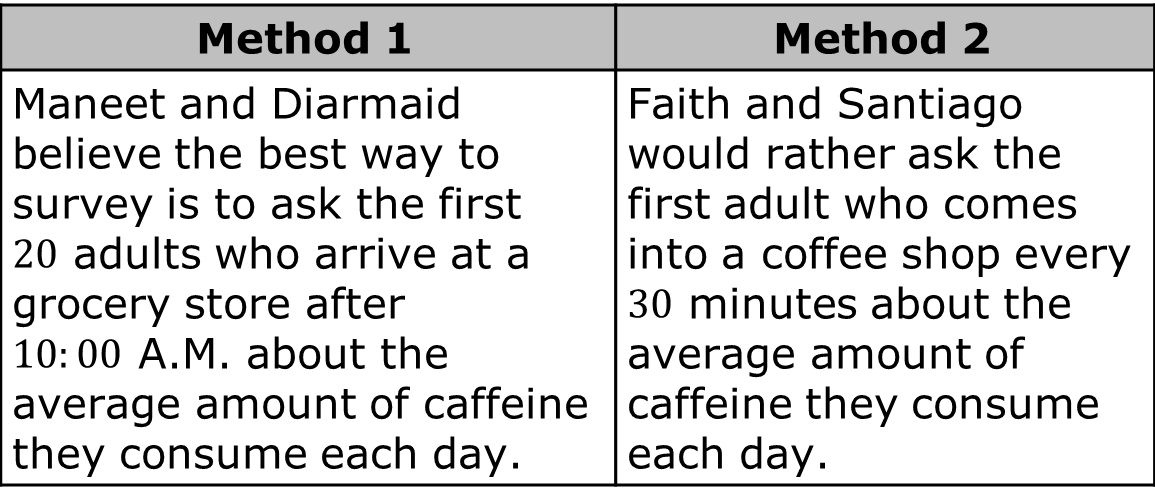 Method 1
Maneet and Diarmaid
believe the best way to
survey is to ask the first
20 adults who arrive at a
grocery store after
10:00 A.M. about the
average amount of caffeine
they consume each day.
Method 2
Faith and Santiago
would rather ask the
first adult who comes
into a coffee shop every
30 minutes about the
average amount of
caffeine they consume
each day.